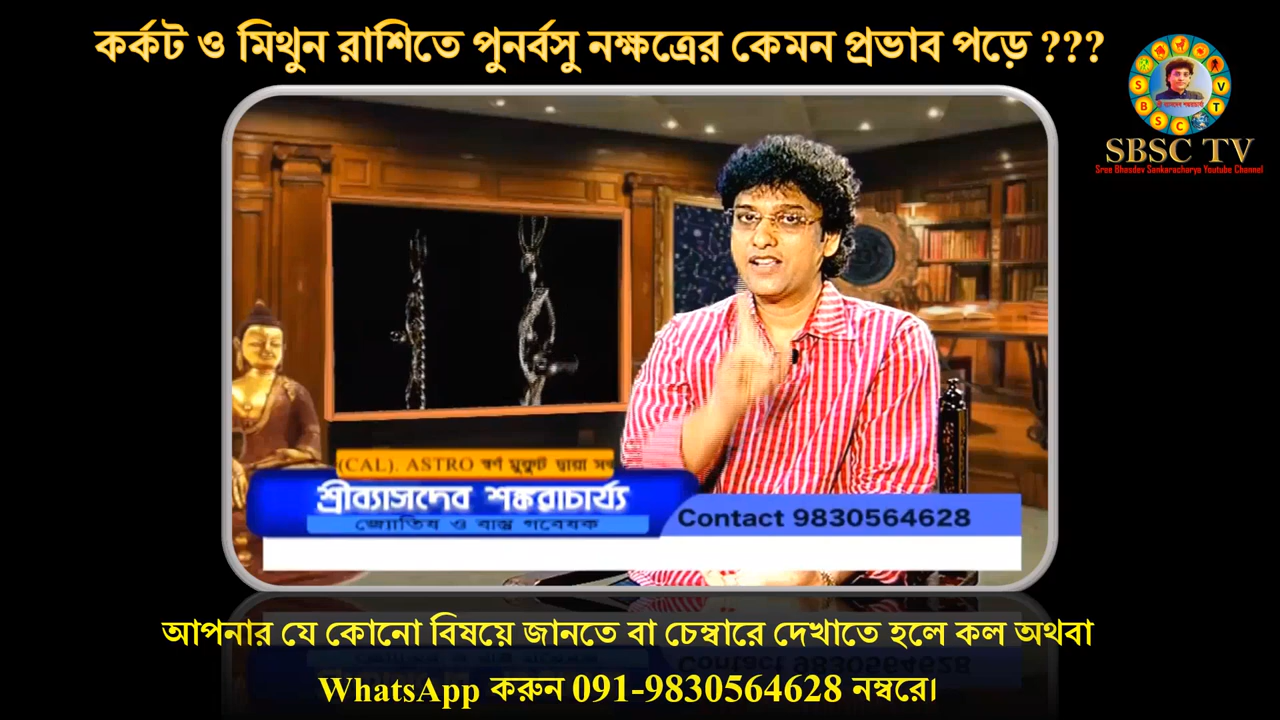 কর্কট ও মিথুন রাশিতে পুনর্বসু নক্ষত্রের কেমন প্রভাব পড়ে ???
V
S
T
B
S
C
SBSC TV
Sree Bhasdev Sankaracharya Youtube Channel
(CAL). ASTRO স্বর্ণ মুকুট দ্বারা
শ্রীব্যাসদেব শঙ্করাচার্য্য
জ্যোতিষ ও বাস্তু গবেষক
Contact 9830564628
আপনার যে কোনো বিষয়ে জানতে বা চেম্বারে দেখাতে হলে কল অথবা
WhatsApp করুন 091-9830564628 নম্বরে।